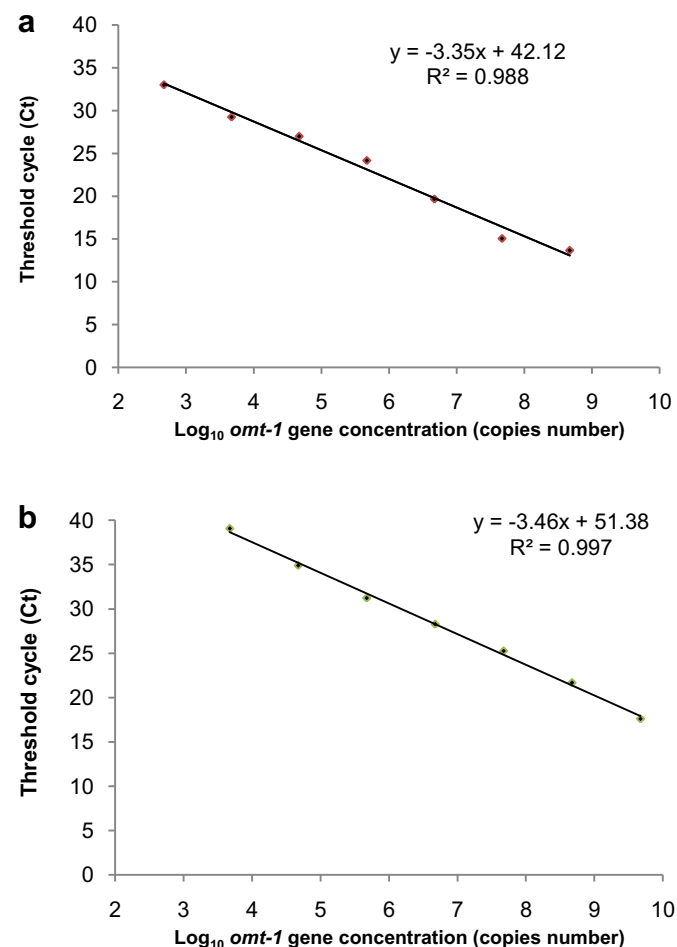 a
y = -3.35x + 42.12
R² = 0.988
Threshold cycle (Ct)
40
35
30
25
20
15
10
5
0
2 3 4 5 6 7 8 9 10
Log₁₀ omt-1 gene concentration (copies number)
b
y = -3.46x + 51.38
R² = 0.997
Threshold cycle (Ct)
40
35
30
25
20
15
10
5
0
2 3 4 5 6 7 8 9 10
Log₁₀ omt-1 gene concentration (copies number)